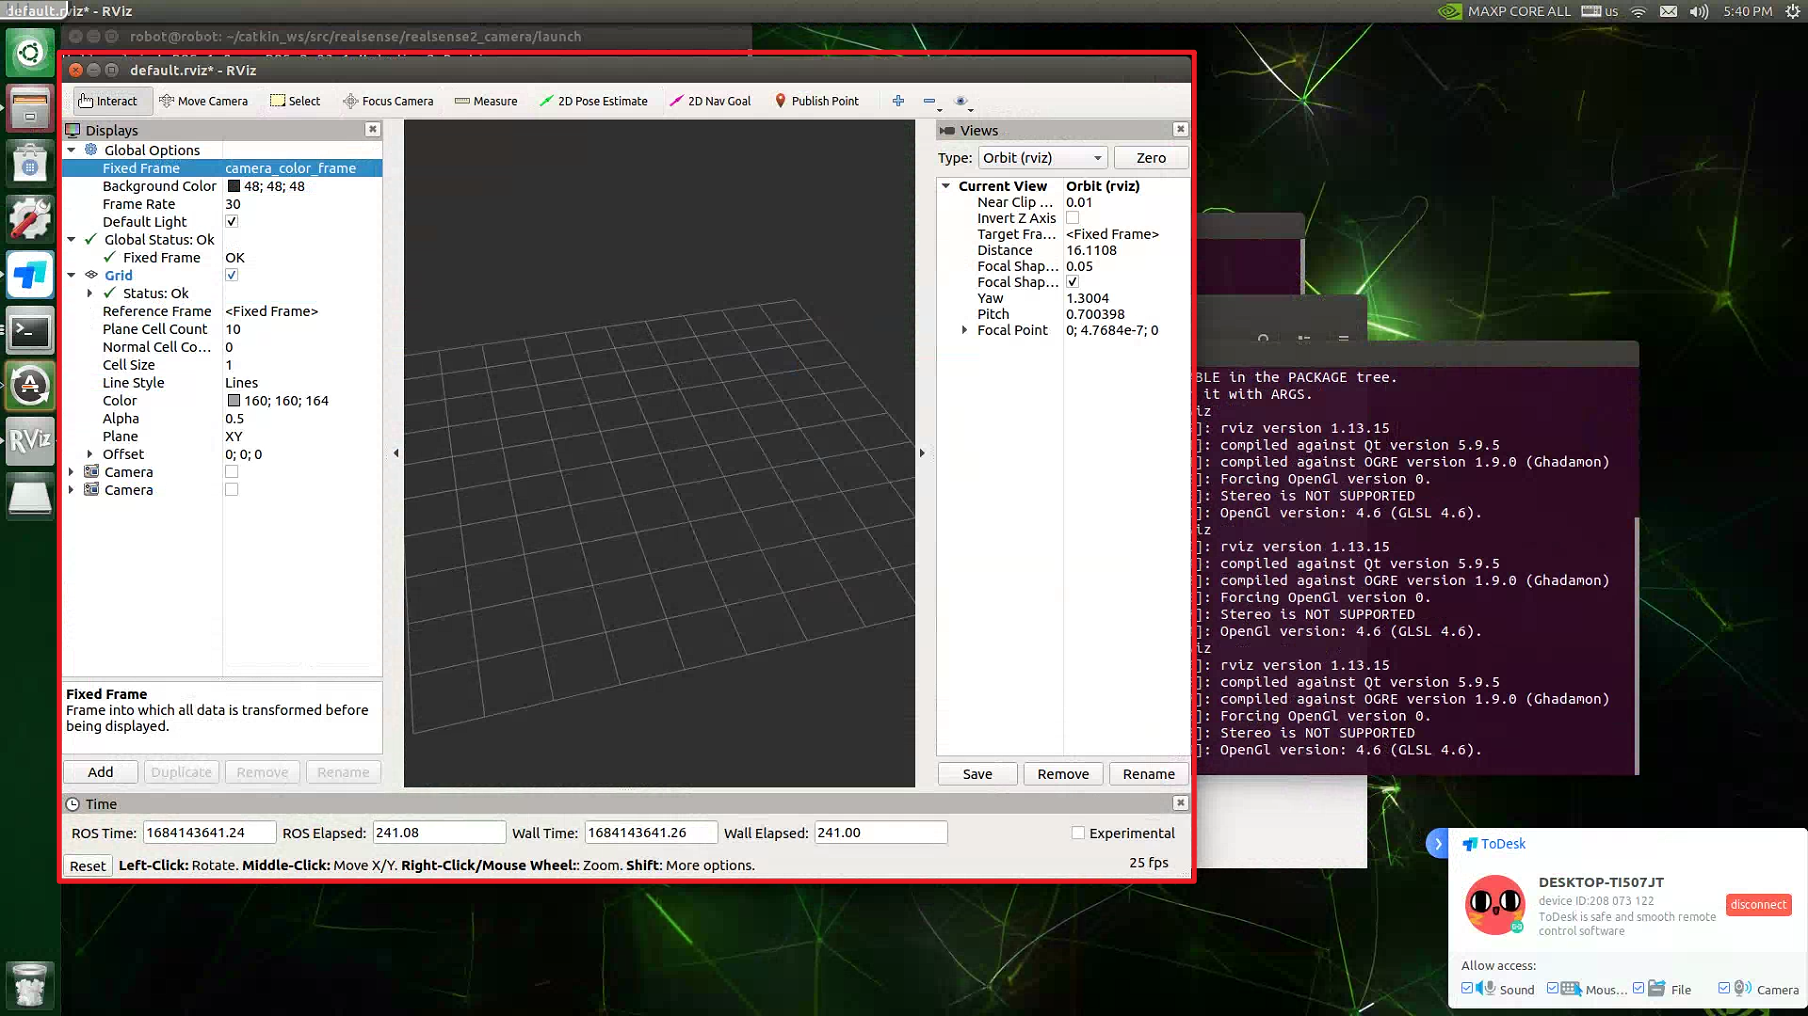 default.rviz* - RViz
MAXP CORE ALL
us
5:40 PM
robot@robot: ~/catkin_ws/src/realsense/realsense2_camera/launch
default.rviz* - RViz
Interact
Move Camera
Select
Focus Camera
Measure
2D Pose Estimate
2D Nav Goal
Publish Point
Displays
Global Options
Fixed Frame camera_color_frame
Background Color 48; 48; 48
Frame Rate 30
Default Light
Global Status: Ok
Fixed Frame OK
Grid
Status: Ok
Reference Frame <Fixed Frame>
Plane Cell Count 10
Normal Cell Co... 0
Cell Size 1
Line Style Lines
Color 160; 160; 164
Alpha 0.5
Plane XY
Offset 0; 0; 0
Camera
Camera
Fixed Frame
Frame into which all data is transformed before
being displayed.
Add
Duplicate
Remove
Rename
Views
Type: Orbit (rviz) Zero
Current View Orbit (rviz)
Near Clip ... 0.01
Invert Z Axis
Target Fra... <Fixed Frame>
Distance 16.1108
Focal Shap... 0.05
Focal Shap...
Yaw 1.3004
Pitch 0.700398
Focal Point 0; 4.7684e-7; 0
Save
Remove
Rename
BLE in the PACKAGE tree.
it with ARGS.
iz
]: rviz version 1.13.15
]: compiled against Qt version 5.9.5
]: compiled against OGRE version 1.9.0 (Ghadamon)
]: Forcing OpenGl version 0.
]: Stereo is NOT SUPPORTED
]: OpenGl version: 4.6 (GLSL 4.6).
iz
]: rviz version 1.13.15
]: compiled against Qt version 5.9.5
]: compiled against OGRE version 1.9.0 (Ghadamon)
]: Forcing OpenGl version 0.
]: Stereo is NOT SUPPORTED
]: OpenGl version: 4.6 (GLSL 4.6).
iz
]: rviz version 1.13.15
]: compiled against Qt version 5.9.5
]: compiled against OGRE version 1.9.0 (Ghadamon)
]: Forcing OpenGl version 0.
]: Stereo is NOT SUPPORTED
]: OpenGl version: 4.6 (GLSL 4.6).
Time
ROS Time: 1684143641.24 ROS Elapsed: 241.08 Wall Time: 1684143641.26 Wall Elapsed: 241.00 Experimental
Reset Left-Click: Rotate. Middle-Click: Move X/Y. Right-Click/Mouse Wheel:: Zoom. Shift: More options. 25 fps
RViz
ToDesk
DESKTOP-TI507JT
device ID:208 073 122
ToDesk is safe and smooth remote
control software
disconnect
Allow access:
Sound
Mous...
File
Camera